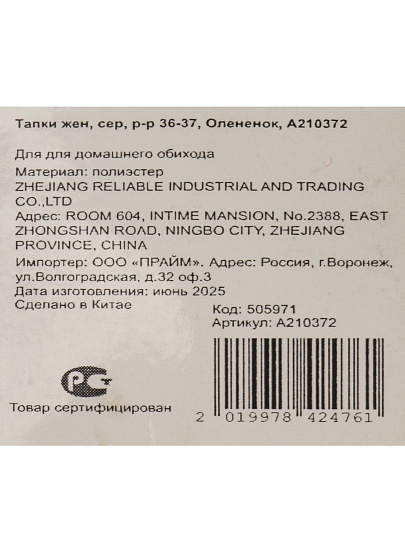 Тапки жен, сер, р-р 36-37, Олененок, А210372
Для для домашнего обихода
Материал: полиэстер
ZHEJIANG RELIABLE INDUSTRIAL AND TRADING
CO.,LTD
Адрес: ROOM 604, INTIME MANSION, No.2388, EAST
ZHONGSHAN ROAD, NINGBO CITY, ZHEJIANG
PROVINCE, CHINA
Импортер: ООО «ПРАЙМ». Адрес: Россия, г.Воронеж,
ул.Волгоградская, д.32 оф.3
Дата изготовления: июнь 2025
Сделано в Китае
Код: 505971
Артикул: А210372
РСТ
Товар сертифицирован
2 019978 424761